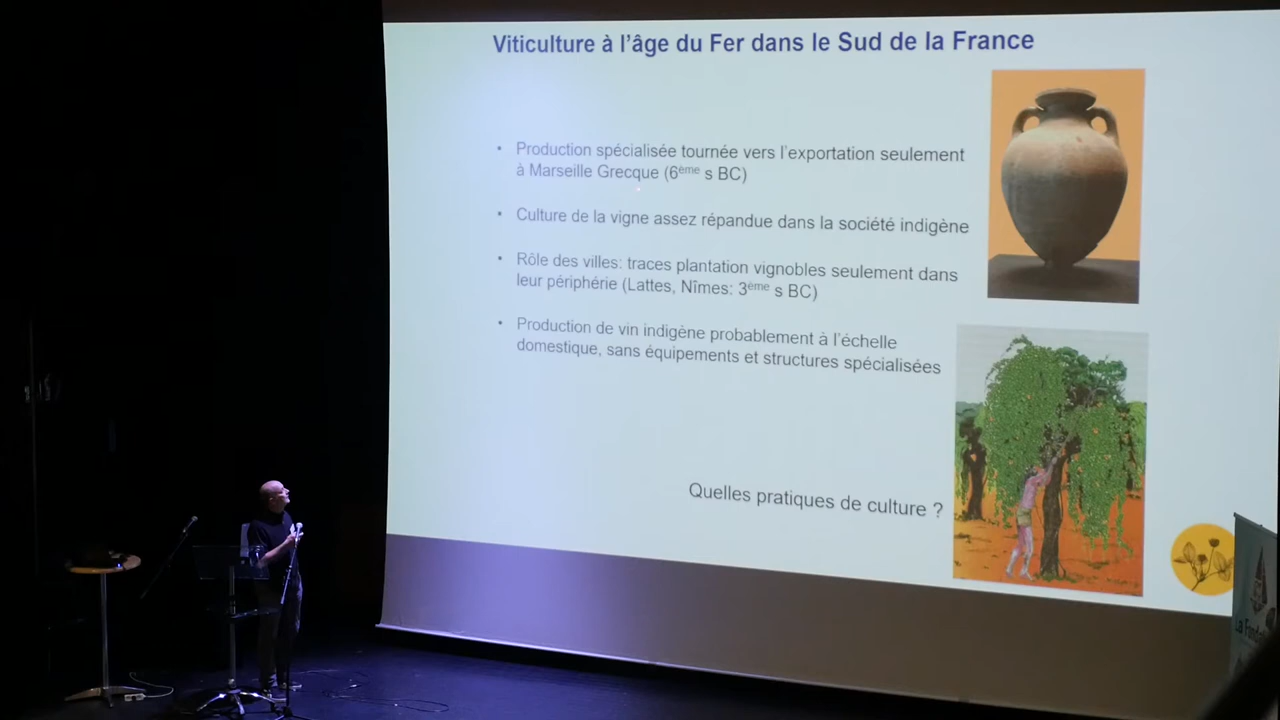 Viticulture à l'âge du Fer dans le Sud de la France
• Production spécialisée tournée vers l'exportation seulement
à Marseille Grecque (6ème s BC)
• Culture de la vigne assez répandue dans la société indigène
• Rôle des villes: traces plantation vignobles seulement dans
leur périphérie (Lattes, Nîmes: 3ème s BC)
• Production de vin indigène probablement à l'échelle
domestique, sans équipements et structures spécialisées
Quelles pratiques de culture ?
La